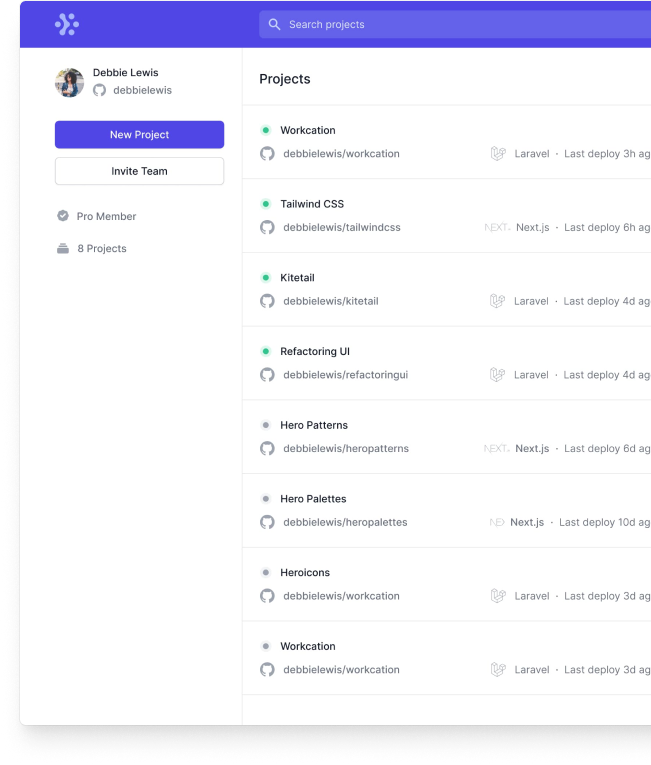 Search projects
Debbie Lewis
debbielewis
New Project
Invite Team
Pro Member
8 Projects
Projects
Workcation
debbielewis/workcation Laravel · Last deploy 3h ag
Tailwind CSS
debbielewis/tailwindcss NEXT. Next.js · Last deploy 6h ag
Kitetail
debbielewis/kitetail Laravel · Last deploy 4d ag
Refactoring UI
debbielewis/refactoringui Laravel · Last deploy 4d ag
Hero Patterns
debbielewis/heropatterns NEXT. Next.js · Last deploy 6d ag
Hero Palettes
debbielewis/heropalettes NE Next.js · Last deploy 10d ag
Heroicons
debbielewis/workcation Laravel · Last deploy 3d ag
Workcation
debbielewis/workcation Laravel · Last deploy 3d ag